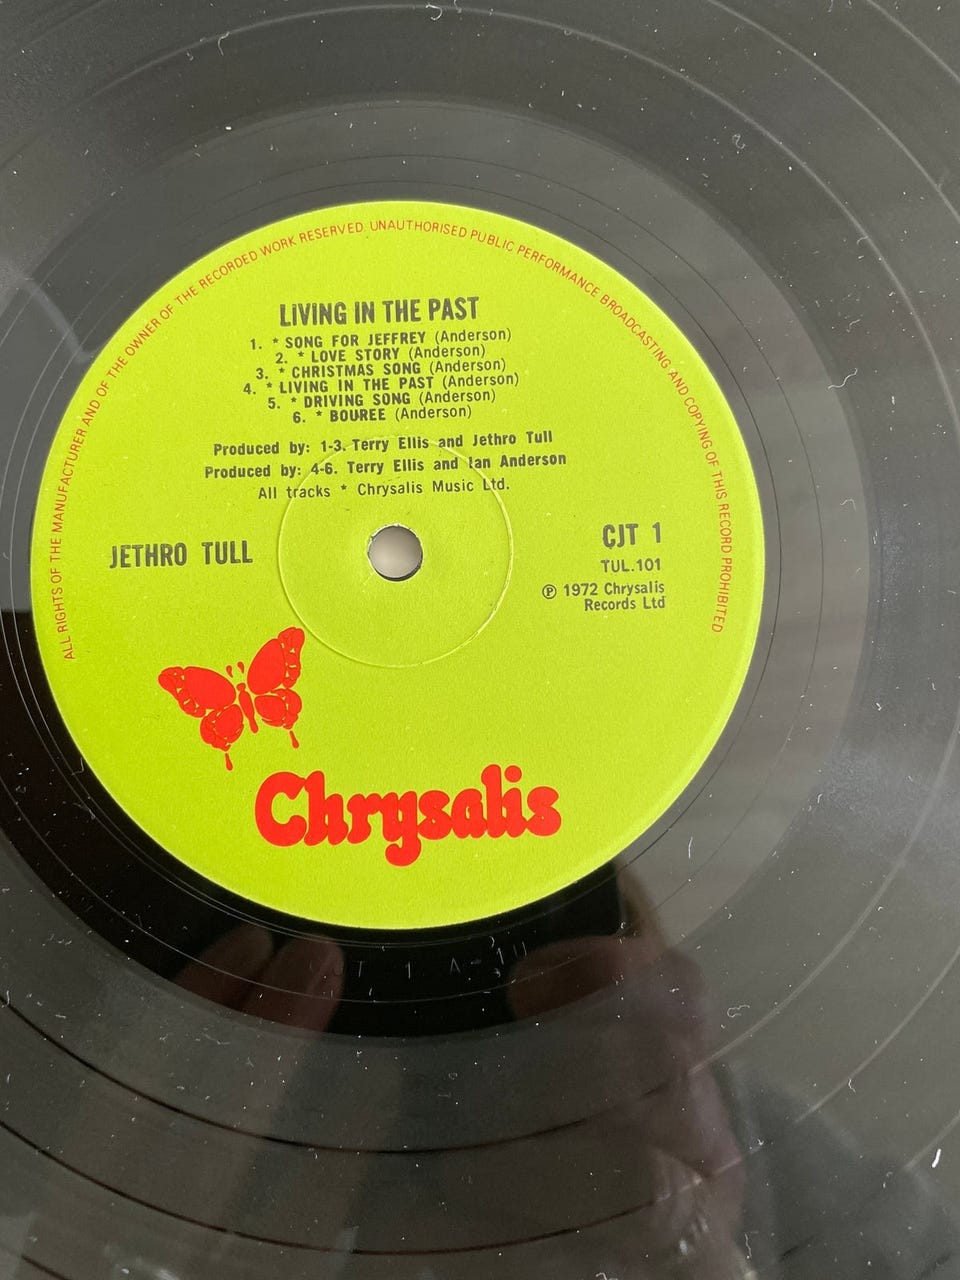 ALL RIGHTS OF THE MANUFACTURER AND OF THE OWNER OF THE RECORDED WORK RESERVED. UNAUTHORISED PUBLIC PERFORMANCE BROADCASTING AND COPYING OF THIS RECORD PROHIBITED
LIVING IN THE PAST
1. * SONG FOR JEFFREY (Anderson)
2. * LOVE STORY (Anderson)
3. * CHRISTMAS SONG (Anderson)
4. * LIVING IN THE PAST (Anderson)
5. * DRIVING SONG (Anderson)
6. * BOUREE (Anderson)
Produced by: 1-3. Terry Ellis and Jethro Tull
Produced by: 4-6. Terry Ellis and Ian Anderson
All tracks * Chrysalis Music Ltd.
JETHRO TULL
CJT 1
TUL.101
℗ 1972 Chrysalis
Records Ltd
Chrysalis
1 A-1U